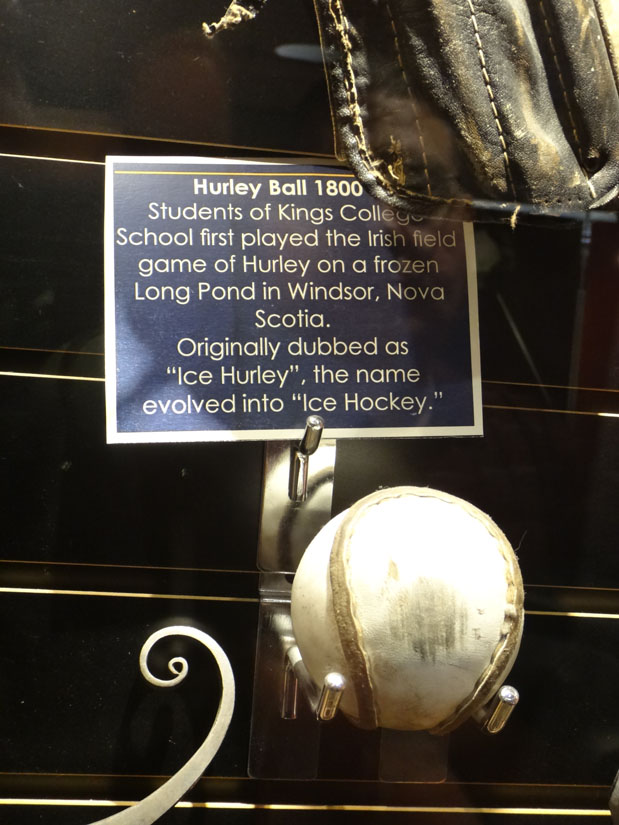 Hurley Ball 1800
Students of Kings College
School first played the Irish field
game of Hurley on a frozen
Long Pond in Windsor, Nova
Scotia.
Originally dubbed as
“Ice Hurley”, the name
evolved into “Ice Hockey.”